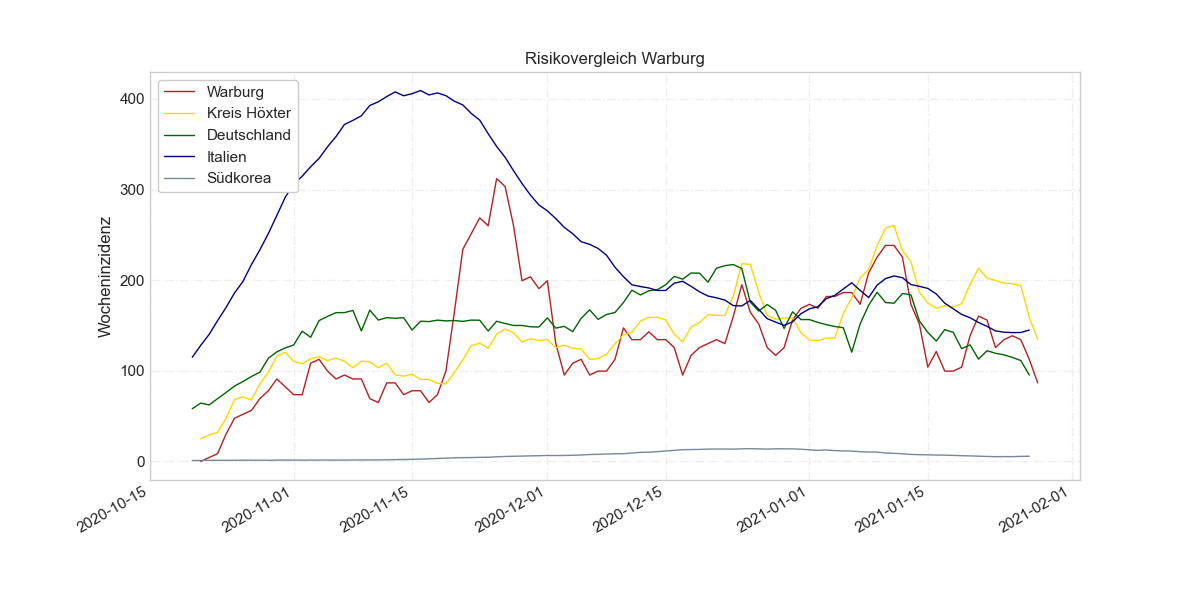 Risikovergleich Warburg
Wocheninzidenz
400
300
200
100
0
Warburg
Kreis Höxter
Deutschland
Italien
Südkorea
2020-10-15
2020-11-01
2020-11-15
2020-12-01
2020-12-15
2021-01-01
2021-01-15
2021-02-01